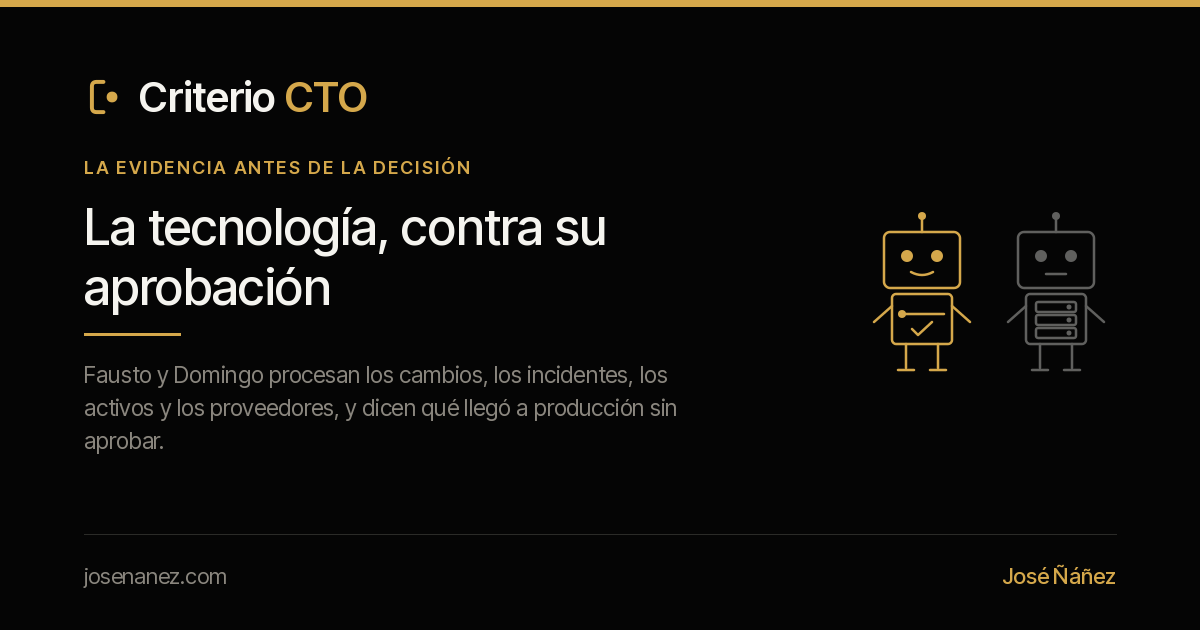 Criterio CTO
LA EVIDENCIA ANTES DE LA DECISIÓN
La tecnología, contra su
aprobación
Fausto y Domingo procesan los cambios, los incidentes, los
activos y los proveedores, y dicen qué llegó a producción sin
aprobar.
josenanez.com
José Ñáñez